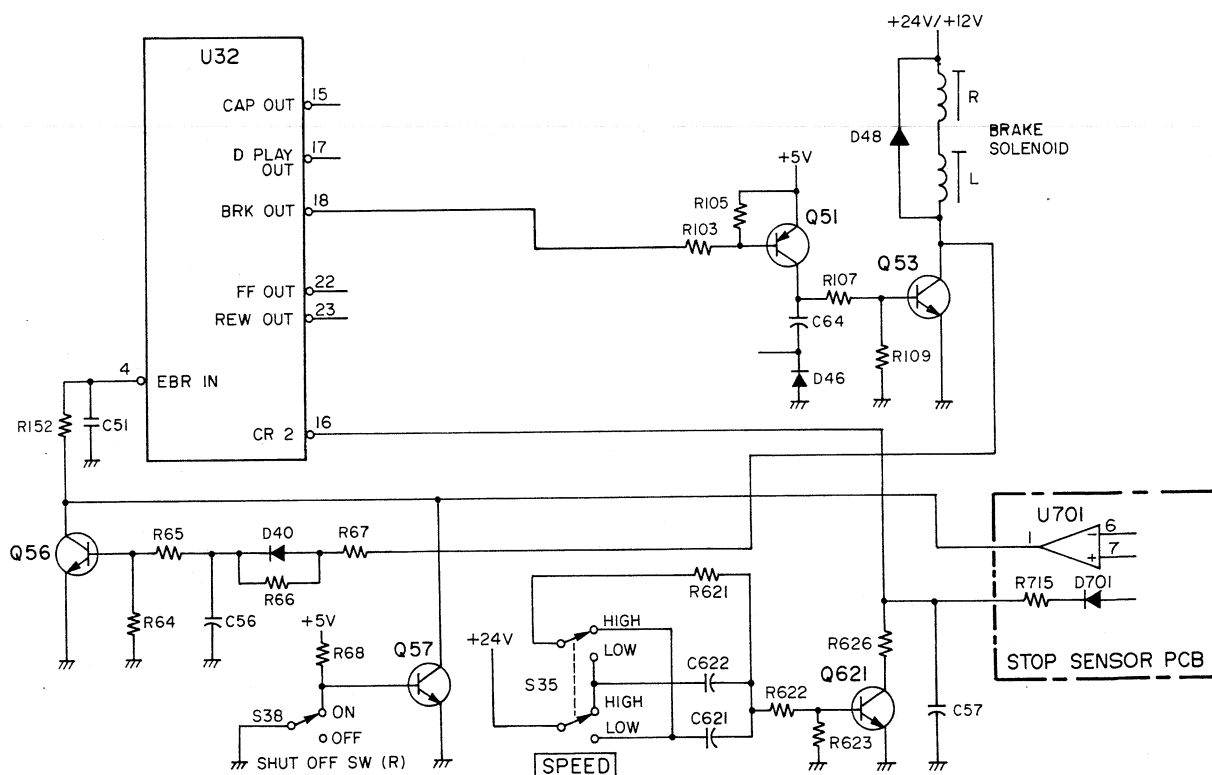 +24V/+12V
U32
CAP OUT 15
D PLAY OUT 17
BRK OUT 18
FF OUT 22
REW OUT 23
4 EBR IN
CR 2 16
R
L
D48
BRAKE
SOLENOID
+5V
R105
R103
Q51
Q53
R107
C64
D46
R109
R152
C51
Q56
R65
D40
R67
R66
R64
C56
+5V
R68
Q57
S38
ON
OFF
SHUT OFF SW (R)
+24V
S35
HIGH
LOW
HIGH
LOW
SPEED
R621
C622
C621
R622
R623
Q621
R626
C57
U701
1
6
7
-
+
R715
D701
STOP SENSOR PCB